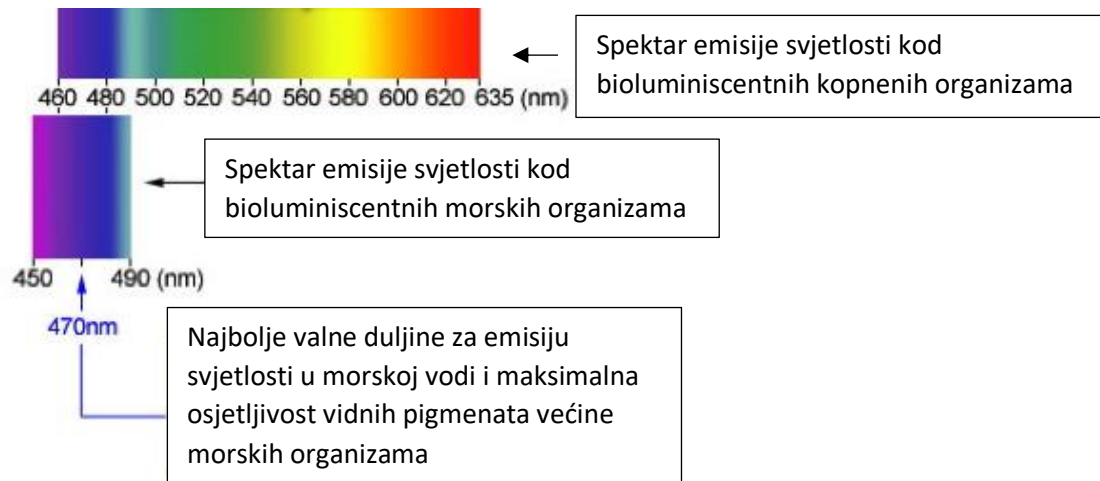 Spektar emisije svjetlosti kod
bioluminiscentnih kopnenih organizama
460 480 500 520 540 560 580 600 620 635 (nm)
Spektar emisije svjetlosti kod
bioluminiscentnih morskih organizama
450 490 (nm)
470nm
Najbolje valne duljine za emisiju
svjetlosti u morskoj vodi i maksimalna
osjetljivost vidnih pigmenata većine
morskih organizama